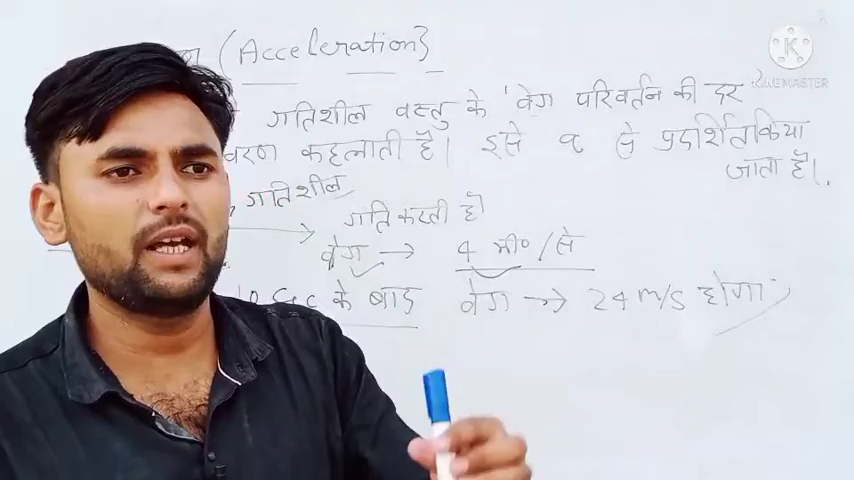 (Acceleration}
K
KINEMASTER
गतिशील वस्तु के 'वेग परिवर्तन की दर
कहलाती है। इसे a से प्रदर्शित किया
जाता है।
गतिशील
गति करती है
वेग → 4 मी०/से
10 Sec के बाद वेग → 24 m/s होगा